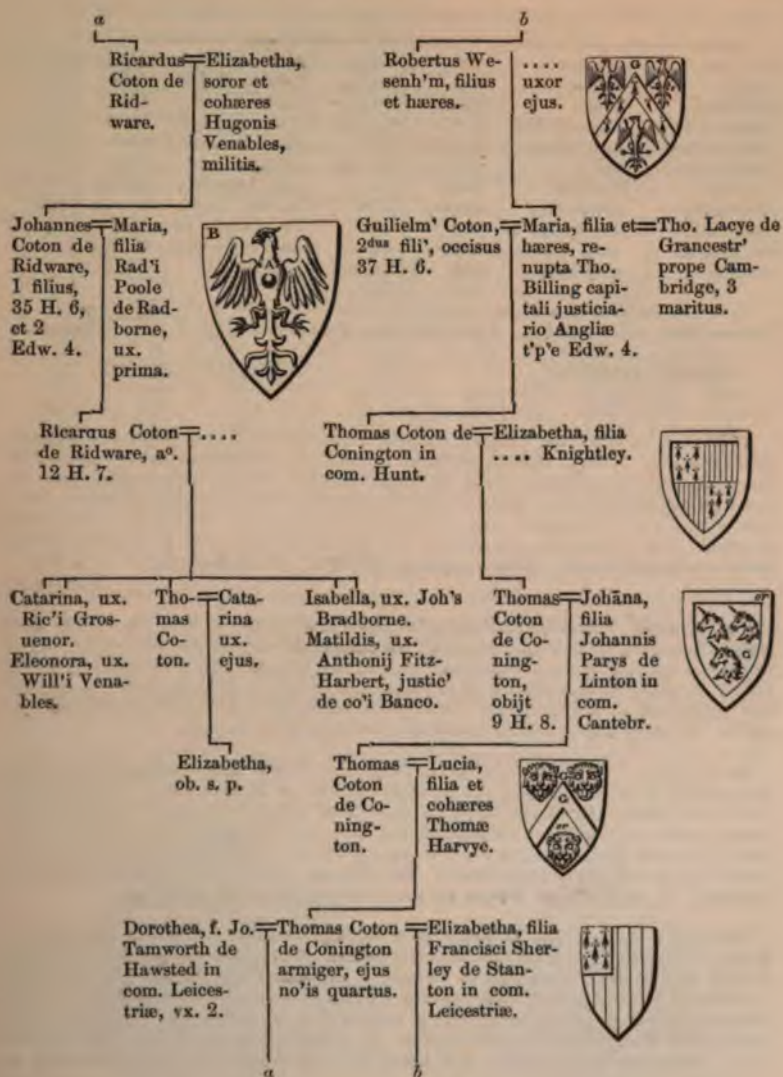 a
b
Ricardus
Coton de
Rid-
ware.
Elizabetha,
soror et
cohæres
Hugonis
Venables,
militis.
Robertus We-
senh'm, filius
et hæres.
....
uxor
ejus.
G
Johannes
Coton de
Ridware,
1 filius,
35 H. 6,
et 2
Edw. 4.
Maria,
filia
Rad'i
Poole
de Rad-
borne,
ux.
prima.
B
A
Guilielm' Coton,
2dus fili', occisus
37 H. 6.
Maria, filia et
hæres, re-
nupta Tho.
Billing capi-
tali justicia-
rio Angliæ
t'p'e Edw. 4.
Tho. Lacye de
Grancestr'
prope Cam-
bridge, 3
maritus.
Ricardus Coton
de Ridware, ao.
12 H. 7.
....
Thomas Coton de
Conington in
com. Hunt.
Elizabetha, filia
.... Knightley.
Catarina, ux.
Ric'i Gros-
uenor.
Eleonora, ux.
Will'i Vena-
bles.
Tho-
mas
Co-
ton.
Cata-
rina
ux.
ejus.
Isabella, ux. Joh's
Bradborne.
Matildis, ux.
Anthonij Fitz-
Harbert, justic'
de co'i Banco.
Thomas
Coton
de Co-
ning-
ton,
obijt
9 H. 8.
Johāna,
filia
Johannis
Parys de
Linton in
com.
Cantebr.
or
G
Elizabetha,
ob. s. p.
Thomas
Coton
de Co-
ning-
ton.
Lucia,
filia et
cohæres
Thomæ
Harvye.
G
G
or
Dorothea, f. Jo.
Tamworth de
Hawsted in
com. Leices-
triæ, vx. 2.
Thomas Coton
de Conington
armiger, ejus
no'is quartus.
Elizabetha, filia
Francisci Sher-
ley de Stan-
ton in com.
Leicestriæ.
a
b